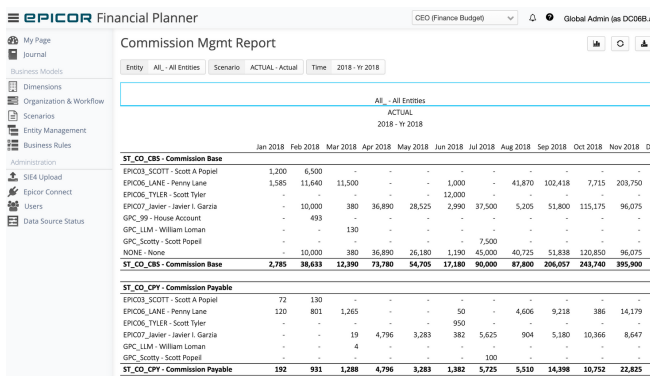 EPICOR Financial Planner
CEO (Finance Budget)
Global Admin (as DC06B.
My Page
Journal
Business Models
Dimensions
Organization & Workflow
Scenarios
Entity Management
Business Rules
Administration
SIE4 Upload
Epicor Connect
Users
Data Source Status
Commission Mgmt Report
Entity All_ - All Entities Scenario ACTUAL - Actual Time 2018 - Yr 2018
All_ - All Entities
ACTUAL
2018 - Yr 2018
Jan 2018 Feb 2018 Mar 2018 Apr 2018 May 2018 Jun 2018 Jul 2018 Aug 2018 Sep 2018 Oct 2018 Nov 2018 D
ST_CO_CBS - Commission Base
EPIC03_SCOTT - Scott A Popiel 1,200 6,500 - - - - - - - - -
EPIC06_LANE - Penny Lane 1,585 11,640 11,500 - - 1,000 - 41,870 102,418 7,715 203,750
EPIC06_TYLER - Scott Tyler - - - - - 12,000 - - - - -
EPIC07_Javier - Javier I. Garzia - 10,000 380 36,890 28,525 2,990 37,500 5,205 51,800 115,175 96,075
GPC_99 - House Account - 493 - - - - - - - - -
GPC_LLM - William Loman - - 130 - - - - - - - -
GPC_Scotty - Scott Popeil - - - - - - 7,500 - - - -
NONE - None - 10,000 380 36,890 26,180 1,190 45,000 40,725 51,838 120,850 96,075
ST_CO_CBS - Commission Base 2,785 38,633 12,390 73,780 54,705 17,180 90,000 87,800 206,057 243,740 395,900
ST_CO_CPY - Commission Payable
EPIC03_SCOTT - Scott A Popiel 72 130 - - - - - - - - -
EPIC06_LANE - Penny Lane 120 801 1,265 - - 50 - 4,606 9,218 386 14,179
EPIC06_TYLER - Scott Tyler - - - - - 950 - - - - -
EPIC07_Javier - Javier I. Garzia - - 19 4,796 3,283 382 5,625 904 5,180 10,366 8,647
GPC_LLM - William Loman - - 4 - - - - - - - -
GPC_Scotty - Scott Popeil - - - - - - 100 - - - -
ST_CO_CPY - Commission Payable 192 931 1,288 4,796 3,283 1,382 5,725 5,510 14,398 10,752 22,825